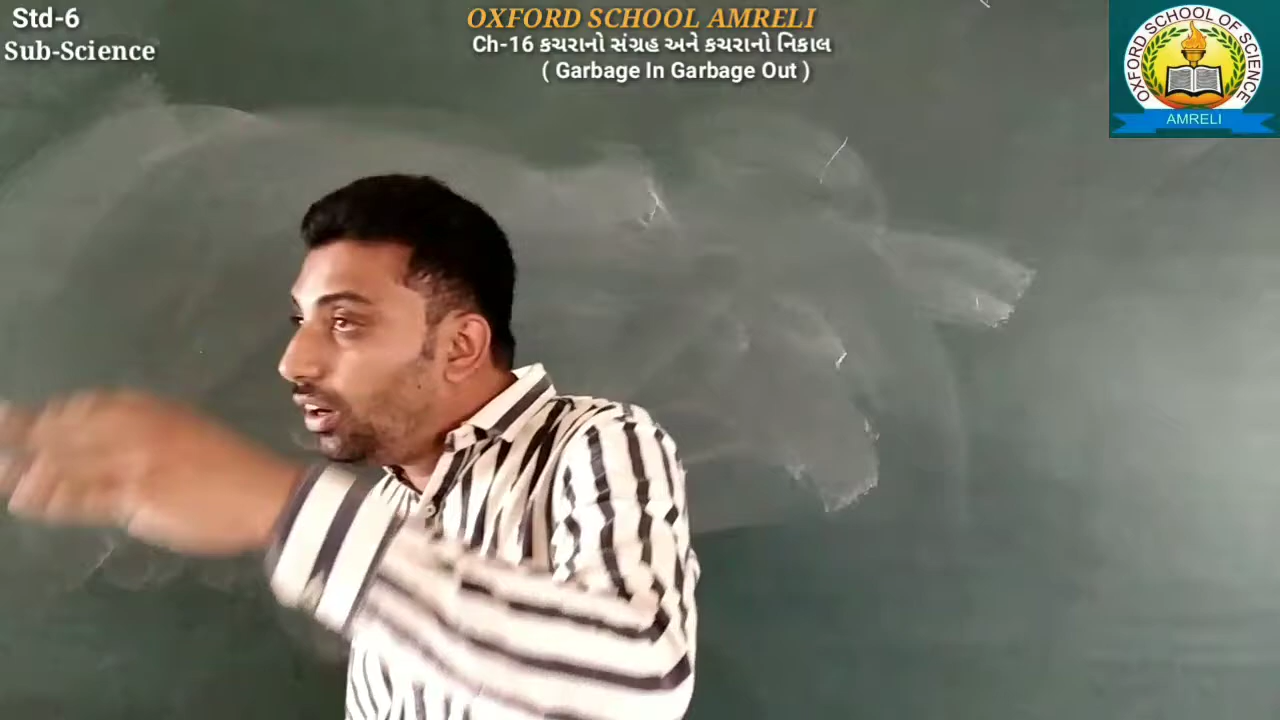 Std-6
Sub-Science
OXFORD SCHOOL AMRELI
Ch-16 કચરાનો સંગ્રહ અને કચરાનો નિકાલ
( Garbage In Garbage Out )
OXFORD SCHOOL OF SCIENCE
AMRELI